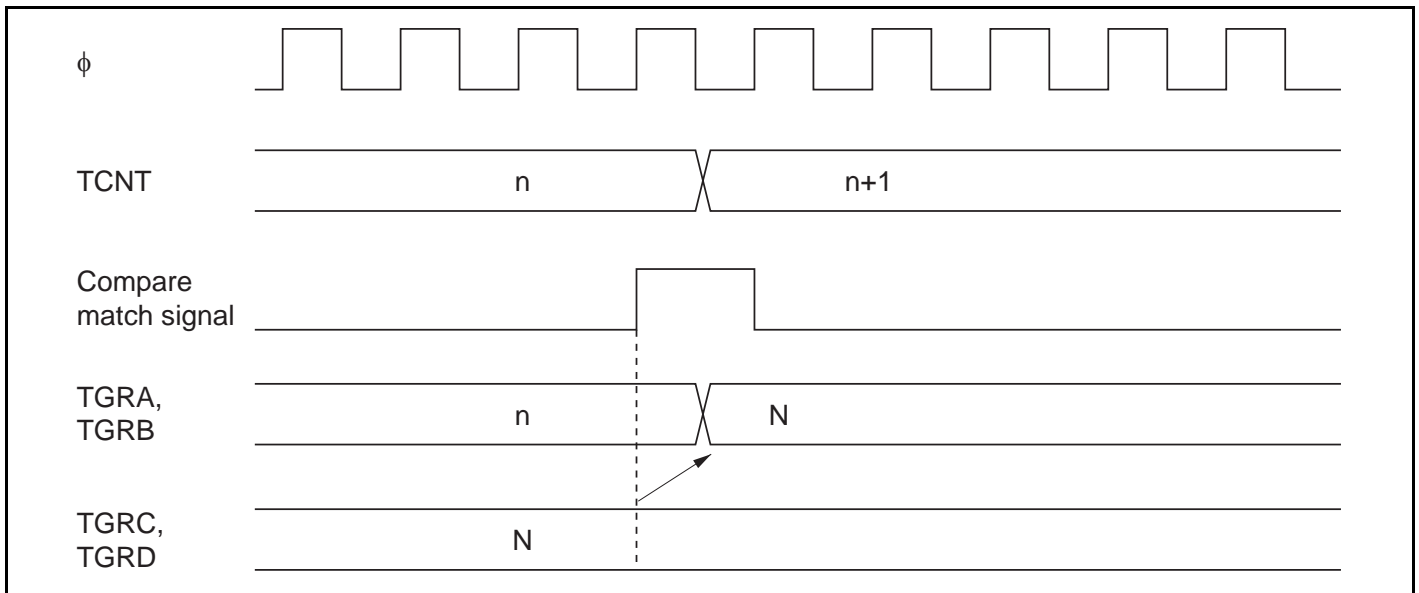 ϕ
TCNT
n
n+1
Compare
match signal
TGRA,
TGRB
n
N
TGRC,
TGRD
N